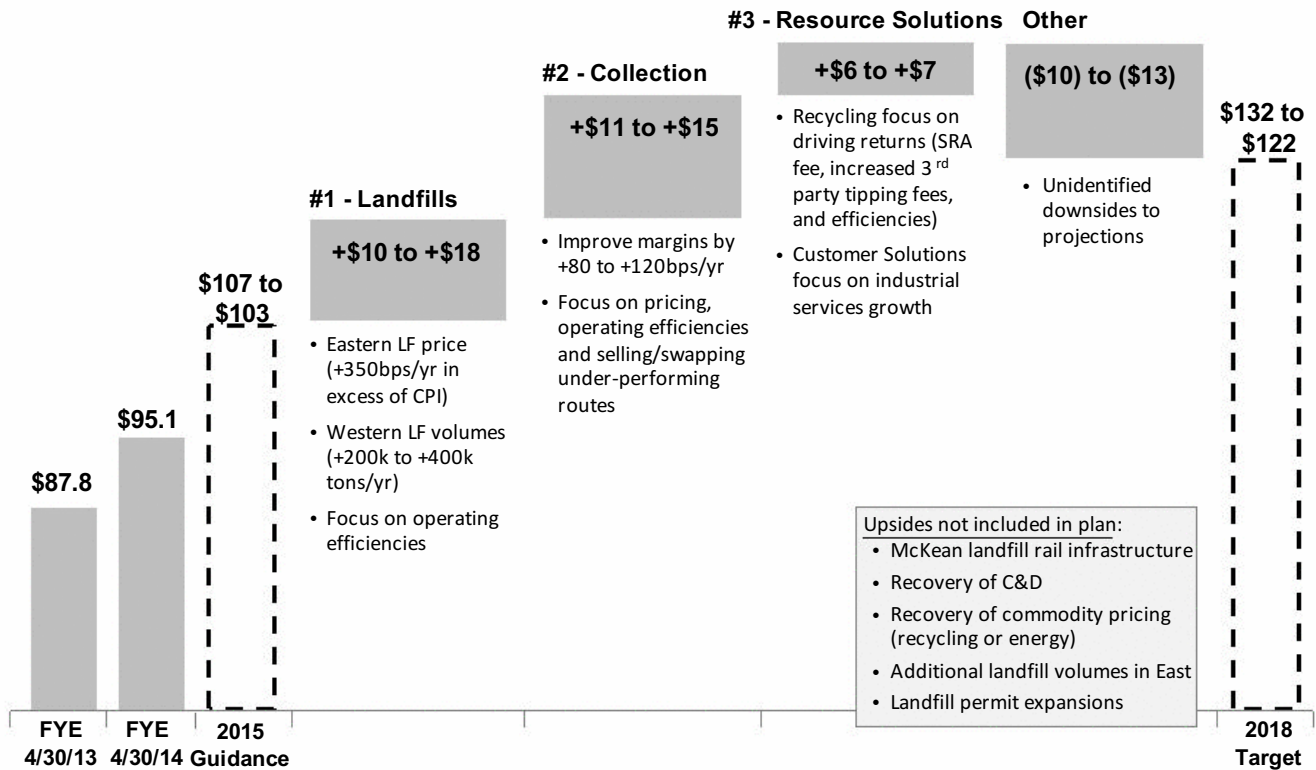 #3 - Resource Solutions
Other
+$6 to +$7
($10) to ($13)
#2 - Collection
+$11 to +$15
• Recycling focus on
driving returns (SRA
fee, increased 3 rd
party tipping fees,
and efficiencies)
• Customer Solutions
focus on industrial
services growth
• Unidentified
downsides to
projections
$132 to
$122
#1 - Landfills
+$10 to +$18
• Improve margins by
+80 to +120bps/yr
• Focus on pricing,
operating efficiencies
and selling/swapping
under-performing
routes
$107 to
$103
• Eastern LF price
(+350bps/yr in
excess of CPI)
• Western LF volumes
(+200k to +400k
tons/yr)
• Focus on operating
efficiencies
$95.1
$87.8
Upsides not included in plan:
• McKean landfill rail infrastructure
• Recovery of C&D
• Recovery of commodity pricing
(recycling or energy)
• Additional landfill volumes in East
• Landfill permit expansions
FYE
4/30/13
FYE
4/30/14
2015
Guidance
2018
Target